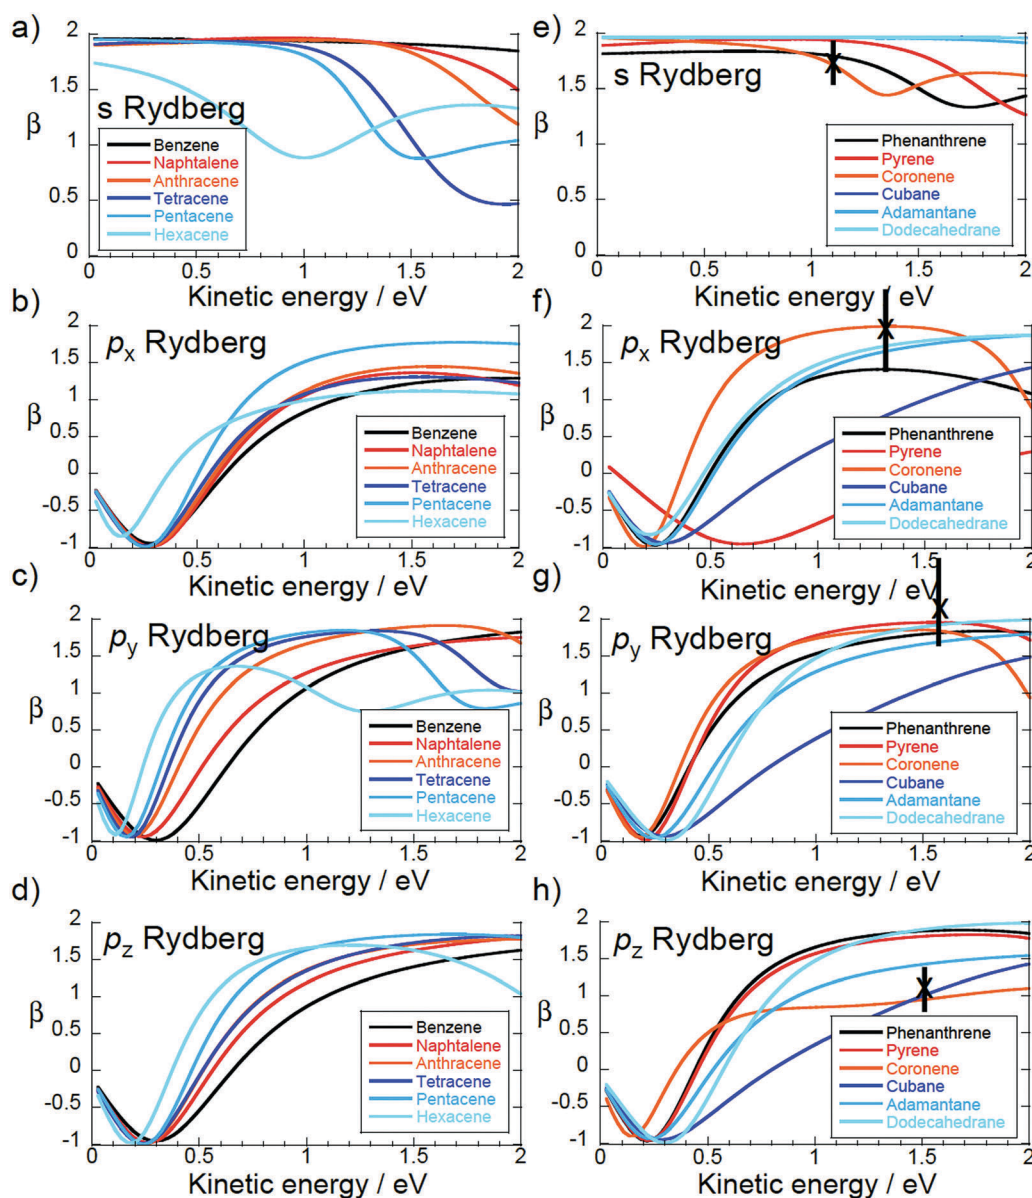 a)
2
1.5
β
1
0.5
0
s Rydberg
Benzene
Naphtalene
Anthracene
Tetracene
Pentacene
Hexacene
0 0.5 1 1.5 2
Kinetic energy / eV
e)
2
1.5
β
1
0.5
0
s Rydberg
x
Phenanthrene
Pyrene
Coronene
Cubane
Adamantane
Dodecahedrane
0 0.5 1 1.5 2
Kinetic energy / eV
b)
2
1.5
1
β
0.5
0
-0.5
-1
px Rydberg
Benzene
Naphtalene
Anthracene
Tetracene
Pentacene
Hexacene
0 0.5 1 1.5 2
Kinetic energy / eV
f)
2
1.5
1
β
0.5
0
-0.5
-1
px Rydberg
x
Phenanthrene
Pyrene
Coronene
Cubane
Adamantane
Dodecahedrane
0 0.5 1 1.5 2
Kinetic energy / eV
c)
2
1.5
1
β
0.5
0
-0.5
-1
py Rydberg
Benzene
Naphtalene
Anthracene
Tetracene
Pentacene
Hexacene
0 0.5 1 1.5 2
Kinetic energy / eV
g)
2
1.5
1
β
0.5
0
-0.5
-1
py Rydberg
x
Phenanthrene
Pyrene
Coronene
Cubane
Adamantane
Dodecahedrane
0 0.5 1 1.5 2
Kinetic energy / eV
d)
2
1.5
1
β
0.5
0
-0.5
-1
pz Rydberg
Benzene
Naphtalene
Anthracene
Tetracene
Pentacene
Hexacene
0 0.5 1 1.5 2
Kinetic energy / eV
h)
2
1.5
1
β
0.5
0
-0.5
-1
pz Rydberg
x
Phenanthrene
Pyrene
Coronene
Cubane
Adamantane
Dodecahedrane
0 0.5 1 1.5 2
Kinetic energy / eV